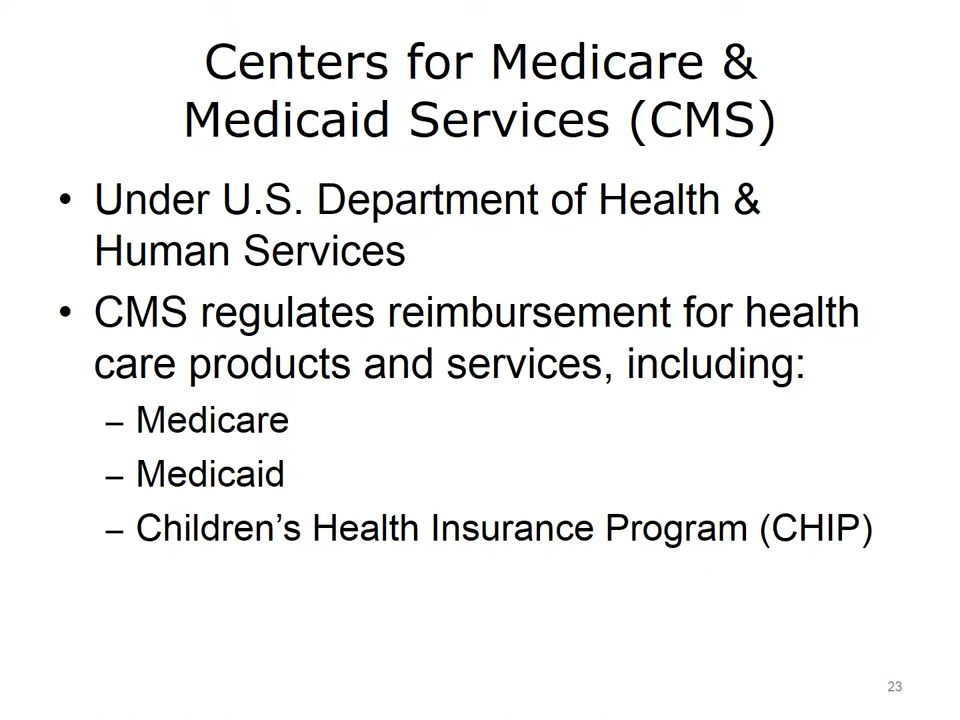 Centers for Medicare &
Medicaid Services (CMS)
• Under U.S. Department of Health &
Human Services
• CMS regulates reimbursement for health
care products and services, including:
– Medicare
– Medicaid
– Children’s Health Insurance Program (CHIP)
23